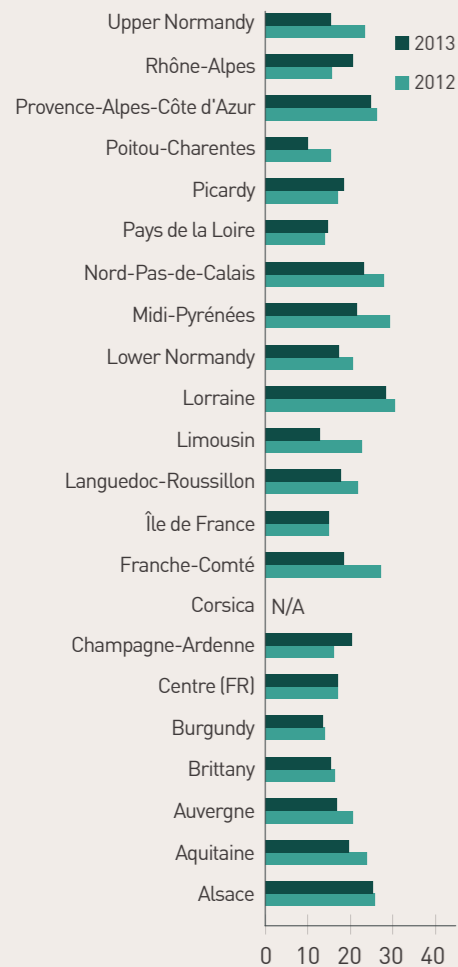 Upper Normandy
2013
Rhône-Alpes
2012
Provence-Alpes-Côte d'Azur
Poitou-Charentes
Picardy
Pays de la Loire
Nord-Pas-de-Calais
Midi-Pyrénées
Lower Normandy
Lorraine
Limousin
Languedoc-Roussillon
Île de France
Franche-Comté
Corsica N/A
Champagne-Ardenne
Centre (FR)
Burgundy
Brittany
Auvergne
Aquitaine
Alsace
0 10 20 30 40